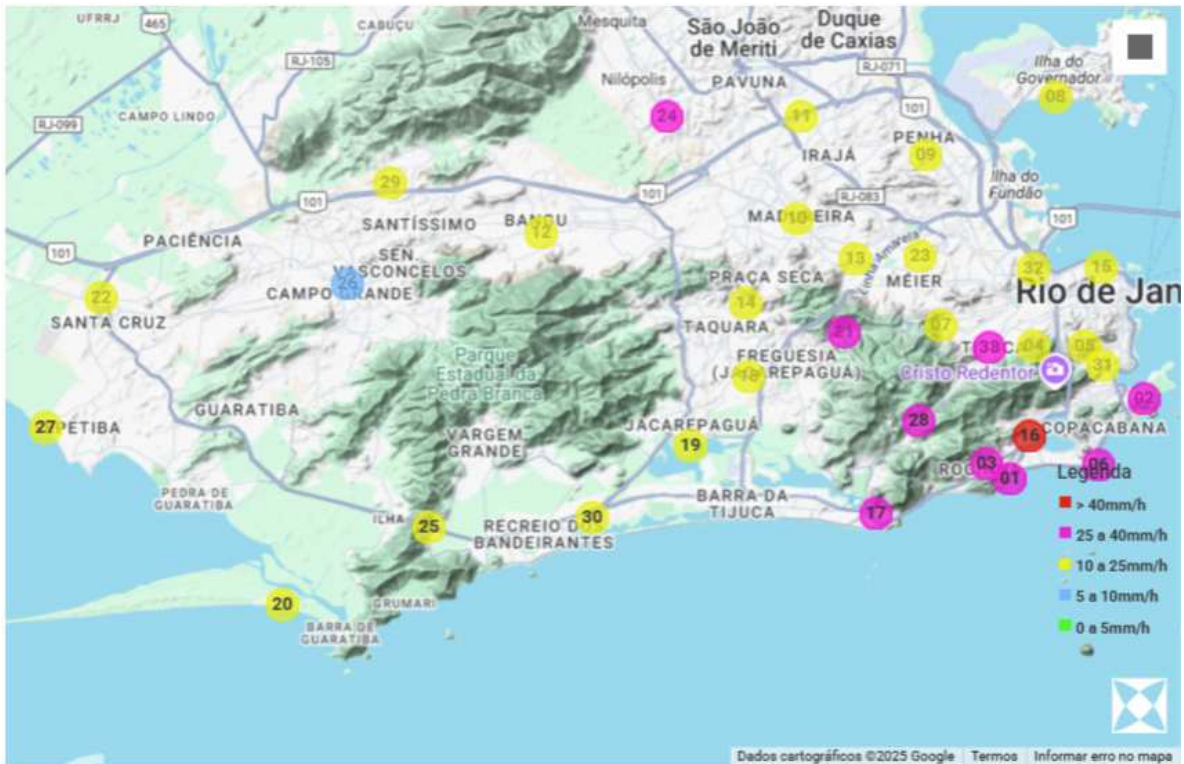 UFRRJ
465
CABUÇU
Mesquita
São João
de Meriti
Duque
de Caxias
RJ-105
RJ-071
Ilha do
Governador
08
Nilópolis
PAVUNA
RJ-099
CAMPO LINDO
24
11
101
PENHA
09
IRAJÁ
Ilha do
Fundão
29
101
101
RJ-083
101
SANTÍSSIMO
BANGU
12
MADUREIRA
10
PACIÊNCIA
101
SEN.
VASCONCELOS
26
CAMPO GRANDE
13
Linha Amarela
23
MÉIER
32
15
PRAÇA SECA
Rio de Jan
22
SANTA CRUZ
14
TAQUARA
21
07
38
04
05
31
Parque
Estadual da
Pedra Branca
FREGUESIA
(JACAREPAGUÁ)
18
Cristo Redentor
02
GUARATIBA
27
JACAREPAGUÁ
19
28
16
COPACABANA
VARGEM
GRANDE
03
01
06
Legenda
PEDRA DE
GUARATIBA
BARRA DA
TIJUCA
17
> 40mm/h
ILHA
25
RECREIO DOS
BANDEIRANTES
30
25 a 40mm/h
10 a 25mm/h
20
GRUMARI
5 a 10mm/h
BARRA DE
GUARATIBA
0 a 5mm/h
Dados cartográficos ©2025 Google
Termos
Informar erro no mapa